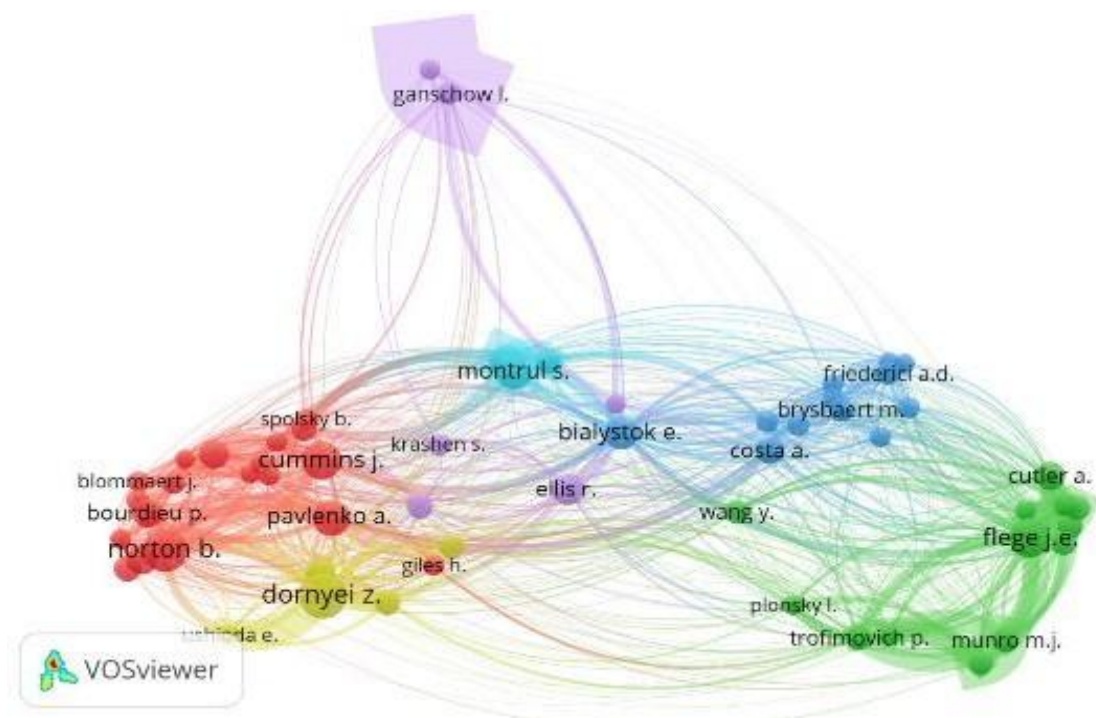 ganschow l.
montrul s.
friederici a.d.
spolsky b.
brysbaert m.
krashen s.
bialystok e.
cummins j.
costa a.
cutler a.
blommaert j.
ellis r.
bourdieu p.
pavlenko a.
wang y.
flege j.e.
norton b.
giles h.
dornyei z.
plonsky l.
ushioda e.
trofimovich p.
munro m.j.
VOSviewer